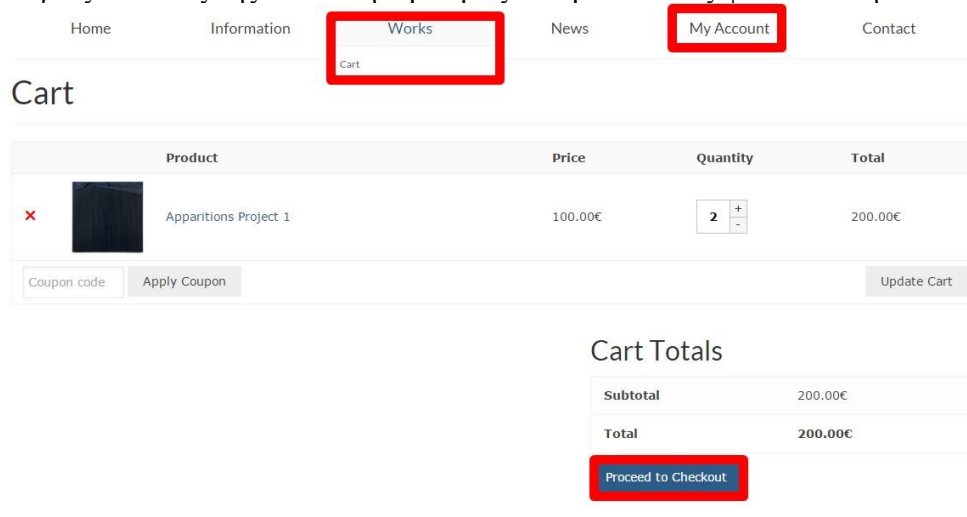 Home Information Works News My Account Contact
Cart
Cart
Product Price Quantity Total
× Apparitions Project 1 100.00€ 2 + - 200.00€
Coupon code Apply Coupon Update Cart
Cart Totals
Subtotal 200.00€
Total 200.00€
Proceed to Checkout